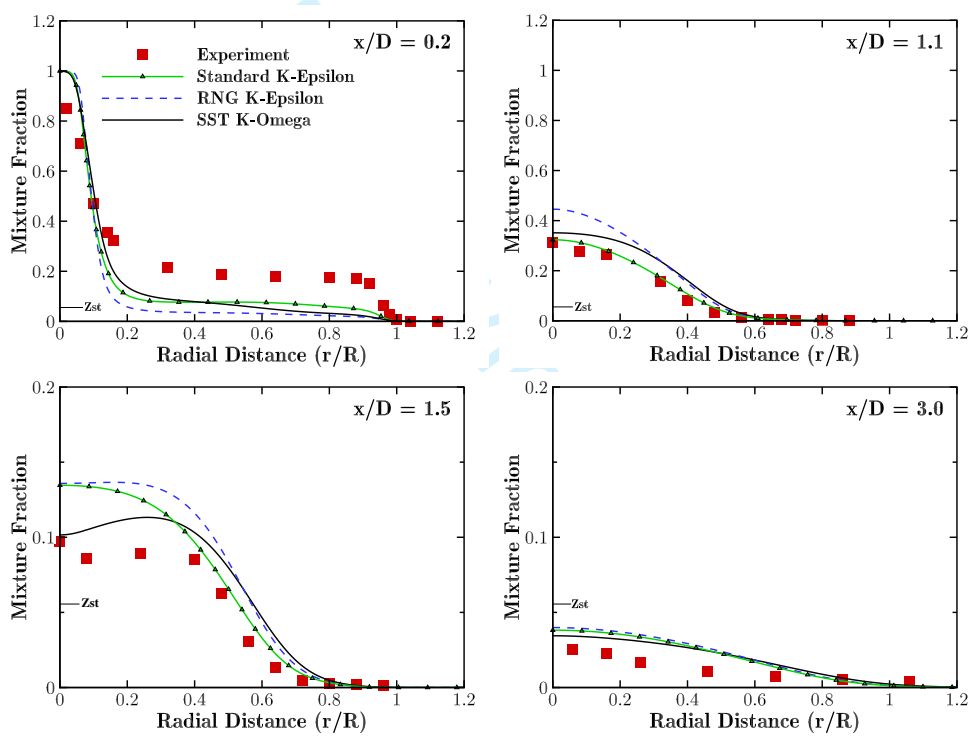 x/D = 0.2
Experiment
Standard K-Epsilon
RNG K-Epsilon
SST K-Omega
Zst
Mixture Fraction
0
0.2
0.4
0.6
0.8
1
1.2
0
0.2
0.4
0.6
0.8
1
1.2
Radial Distance (r/R)
x/D = 1.1
Zst
Mixture Fraction
0
0.2
0.4
0.6
0.8
1
1.2
0
0.2
0.4
0.6
0.8
1
1.2
Radial Distance (r/R)
x/D = 1.5
Zst
Mixture Fraction
0
0.1
0.2
0
0.2
0.4
0.6
0.8
1
1.2
Radial Distance (r/R)
x/D = 3.0
Zst
Mixture Fraction
0
0.1
0.2
0
0.2
0.4
0.6
0.8
1
1.2
Radial Distance (r/R)